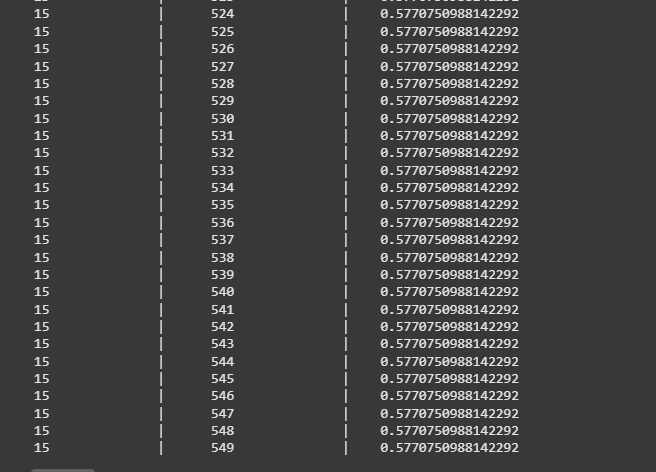 15 | 524 | 0.5770750988142292
15 | 525 | 0.5770750988142292
15 | 526 | 0.5770750988142292
15 | 527 | 0.5770750988142292
15 | 528 | 0.5770750988142292
15 | 529 | 0.5770750988142292
15 | 530 | 0.5770750988142292
15 | 531 | 0.5770750988142292
15 | 532 | 0.5770750988142292
15 | 533 | 0.5770750988142292
15 | 534 | 0.5770750988142292
15 | 535 | 0.5770750988142292
15 | 536 | 0.5770750988142292
15 | 537 | 0.5770750988142292
15 | 538 | 0.5770750988142292
15 | 539 | 0.5770750988142292
15 | 540 | 0.5770750988142292
15 | 541 | 0.5770750988142292
15 | 542 | 0.5770750988142292
15 | 543 | 0.5770750988142292
15 | 544 | 0.5770750988142292
15 | 545 | 0.5770750988142292
15 | 546 | 0.5770750988142292
15 | 547 | 0.5770750988142292
15 | 548 | 0.5770750988142292
15 | 549 | 0.5770750988142292